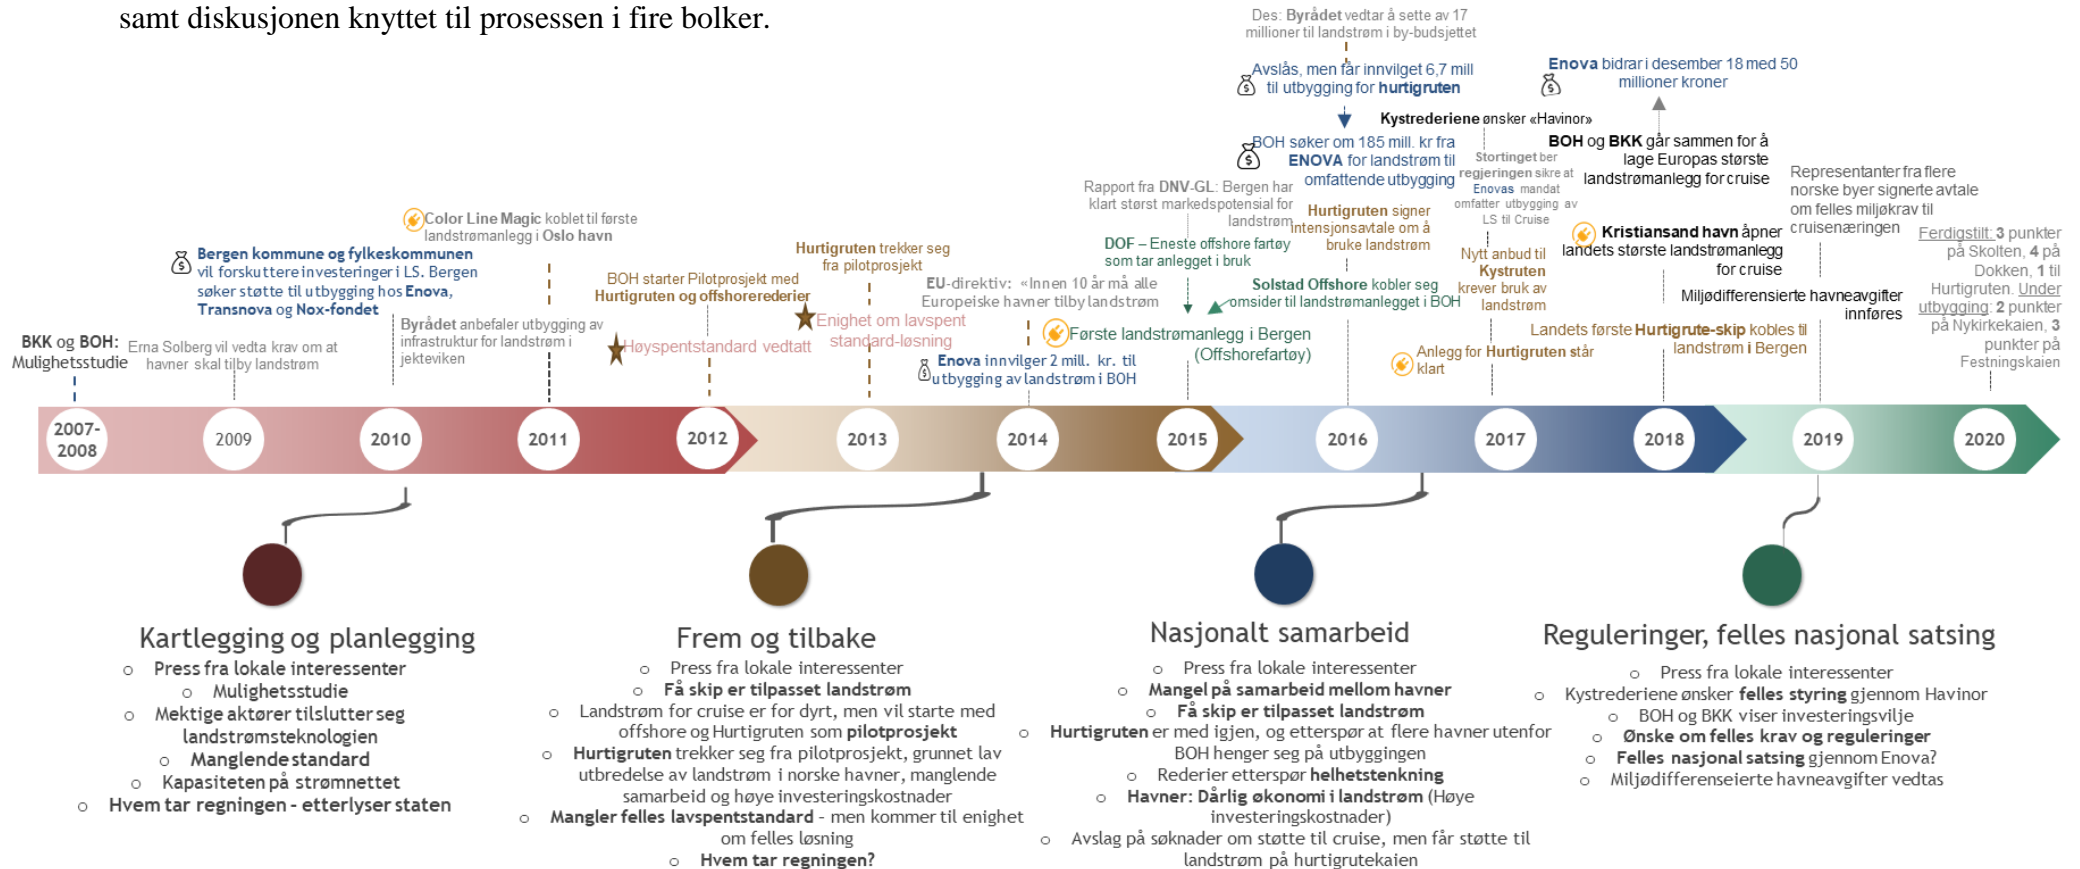 samt diskusjonen knyttet til prosessen i fire bolker.
BKK og BOH:
Mulighetsstudie
Erna Solberg vil vedta krav om at
havner skal tilby landstrøm
Bergen kommune og fylkeskommunen
vil forskuttere investeringer i LS. Bergen
søker støtte til utbygging hos Enova,
Transnova og Nox-fondet
Byrådet anbefaler utbygging av
infrastruktur for landstrøm i
jekteviken
Color Line Magic koblet til første
landstrømanlegg i Oslo havn
BOH starter Pilotprosjekt med
Hurtigruten og offshorerederier
Høyspentstandard vedtatt
Hurtigruten trekker seg
fra pilotprosjekt
Enighet om lavspent
standard-løsning
EU-direktiv: «Innen 10 år må alle
Europeiske havner tilby landstrøm
Enova innvilger 2 mill. kr. til
utbygging av landstrøm i BOH
Rapport fra DNV-GL: Bergen har
klart størst markedspotensial for
landstrøm
DOF – Eneste offshore fartøy
som tar anlegget i bruk
Første landstrømanlegg i Bergen
(Offshorefartøy)
Des: Byrådet vedtar å sette av 17
millioner til landstrøm i by-budsjettet
Avslås, men får innvilget 6,7 mill
til utbygging for hurtigruten
BOH søker om 185 mill. kr fra
ENOVA for landstrøm til
omfattende utbygging
Hurtigruten signer
intensjonsavtale om å
bruke landstrøm
Solstad Offshore kobler seg
omsider til landstrømanlegget i BOH
Kystrederiene ønsker «Havinor»
Stortinget ber
regjeringen sikre at
Enovas mandat
omfatter utbygging av
LS til Cruise
Nytt anbud til
Kystruten
krever bruk av
landstrøm
Anlegg for Hurtigruten står
klart
Enova bidrar i desember 18 med 50
millioner kroner
BOH og BKK går sammen for å
lage Europas største
landstrømanlegg for cruise
Kristiansand havn åpner
landets største landstrømanlegg
for cruise
Miljødifferensierte havneavgifter
innføres
Landets første Hurtigrute-skip kobles til
landstrøm i Bergen
Representanter fra flere
norske byer signerte avtale
om felles miljøkrav til
cruisenæringen
Ferdigstilt: 3 punkter
på Skolten, 4 på
Dokken, 1 til
Hurtigruten. Under
utbygging: 2 punkter
på Nykirkekaien, 3
punkter på
Festningskaien
2007-
2008
2009
2010
2011
2012
2013
2014
2015
2016
2017
2018
2019
2020
Kartlegging og planlegging
o Press fra lokale interessenter
o Mulighetsstudie
o Mektige aktører tilslutter seg
landstrømsteknologien
o Manglende standard
o Kapasiteten på strømnettet
o Hvem tar regningen - etterlyser staten
Frem og tilbake
o Press fra lokale interessenter
o Få skip er tilpasset landstrøm
o Landstrøm for cruise er for dyrt, men vil starte med
offshore og Hurtigruten som pilotprosjekt
o Hurtigruten trekker seg fra pilotprosjekt, grunnet lav
utbredelse av landstrøm i norske havner, manglende
samarbeid og høye investeringskostnader
o Mangler felles lavspentstandard – men kommer til enighet
om felles løsning
o Hvem tar regningen?
Nasjonalt samarbeid
o Press fra lokale interessenter
o Mangel på samarbeid mellom havner
o Få skip er tilpasset landstrøm
o Hurtigruten er med igjen, og etterspør at flere havner utenfor
BOH henger seg på utbyggingen
o Rederier etterspør helhetstenkning
o Havner: Dårlig økonomi i landstrøm (Høye
investeringskostnader)
o Avslag på søknader om støtte til cruise, men får støtte til
landstrøm på hurtigrutekaien
Reguleringer, felles nasjonal satsing
o Press fra lokale interessenter
o Kystrederiene ønsker felles styring gjennom Havinor
o BOH og BKK viser investeringsvilje
o Ønske om felles krav og reguleringer
o Felles nasjonal satsing gjennom Enova?
o Miljødifferenseierte havneavgifter vedtas